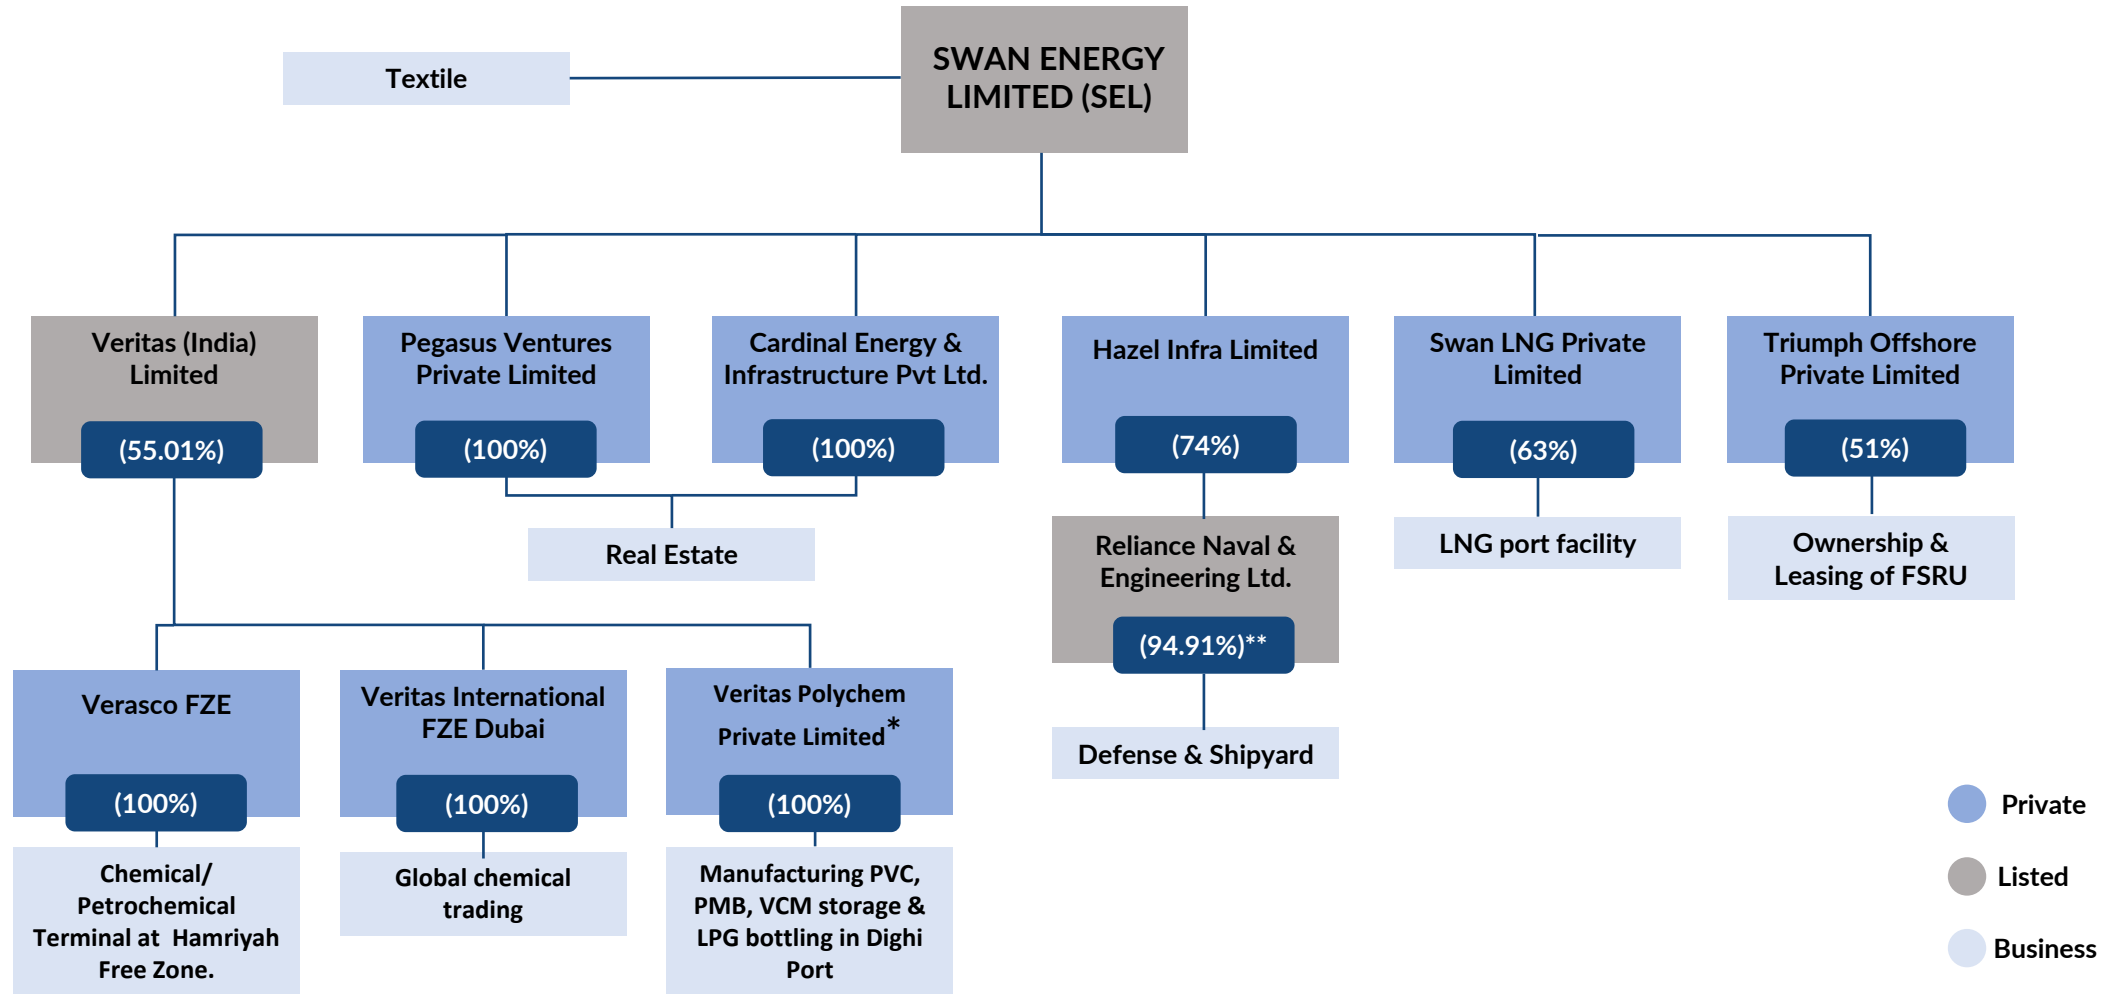 SWAN ENERGY
LIMITED (SEL)
Textile
Veritas (India)
Limited
(55.01%)
Pegasus Ventures
Private Limited
(100%)
Cardinal Energy &
Infrastructure Pvt Ltd.
(100%)
Hazel Infra Limited
(74%)
Swan LNG Private
Limited
(63%)
Triumph Offshore
Private Limited
(51%)
Real Estate
Reliance Naval &
Engineering Ltd.
(94.91%)**
LNG port facility
Ownership &
Leasing of FSRU
Defense & Shipyard
Verasco FZE
(100%)
Veritas International
FZE Dubai
(100%)
Veritas Polychem
Private Limited*
(100%)
Chemical/
Petrochemical
Terminal at Hamriyah
Free Zone.
Global chemical
trading
Manufacturing PVC,
PMB, VCM storage &
LPG bottling in Dighi
Port
Private
Listed
Business